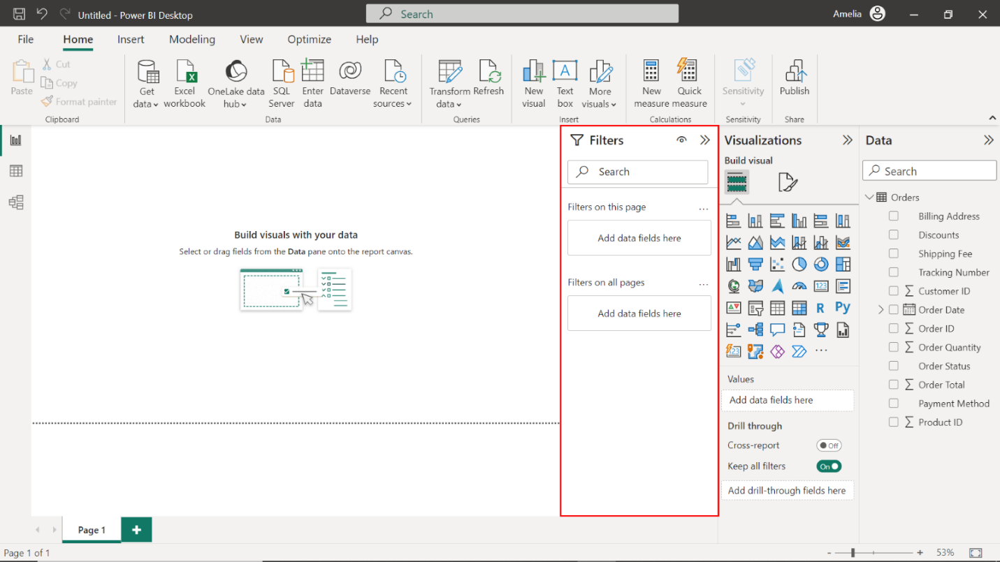 Untitled - Power BI Desktop
Search
Amelia
File Home Insert Modeling View Optimize Help
Paste
Cut
Copy
Format painter
Clipboard
Get
data
Excel
workbook
OneLake data
hub
SQL
Server
Enter
data
Dataverse
Recent
sources
Data
Transform
data
Refresh
Queries
New
visual
Text
box
More
visuals
Insert
New
measure
Quick
measure
Calculations
Sensitivity
Sensitivity
Publish
Share
Build visuals with your data
Select or drag fields from the Data pane onto the report canvas.
Filters
Search
Filters on this page ...
Add data fields here
Filters on all pages ...
Add data fields here
Visualizations
Build visual
123
R
Py
123
...
Values
Add data fields here
Drill through
Cross-report Off
Keep all filters On
Add drill-through fields here
Data
Search
Orders
Billing Address
Discounts
Shipping Fee
Tracking Number
∑ Customer ID
Order Date
∑ Order ID
∑ Order Quantity
Order Status
∑ Order Total
Payment Method
∑ Product ID
Page 1
+
Page 1 of 1
- + 53%